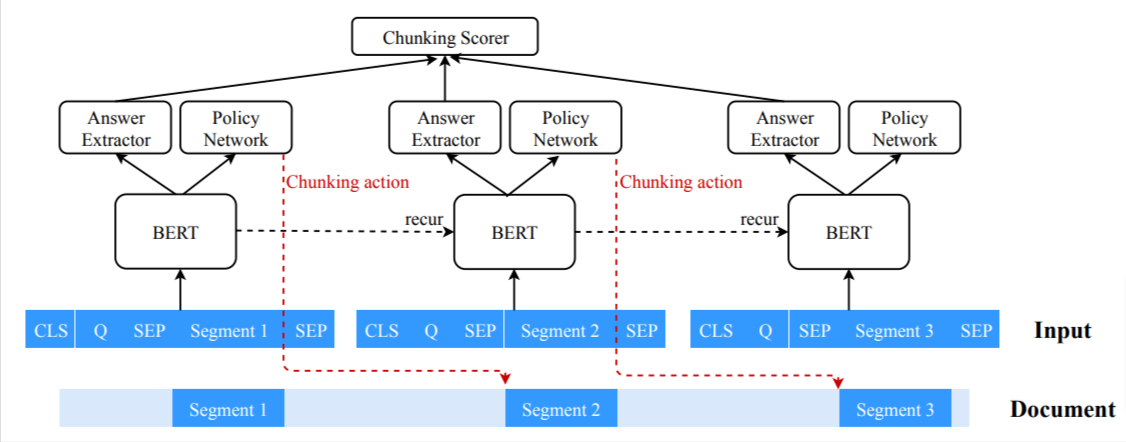 Chunking Scorer
Answer
Extractor
Policy
Network
Answer
Extractor
Policy
Network
Answer
Extractor
Policy
Network
Chunking action
Chunking action
BERT
recur
BERT
recur
BERT
CLS Q SEP Segment 1 SEP
CLS Q SEP Segment 2 SEP
CLS Q SEP Segment 3 SEP
Input
Segment 1
Segment 2
Segment 3
Document